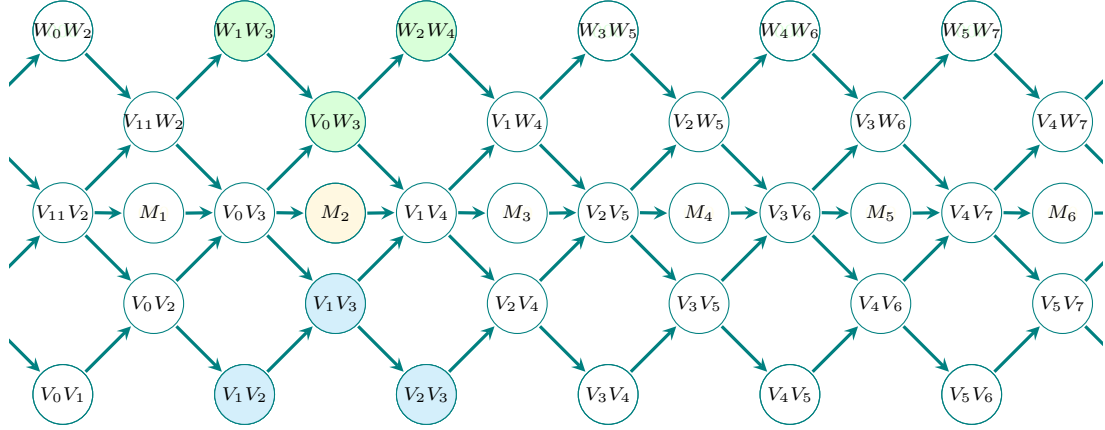 W₀W₂ W₁W₃ W₂W₄ W₃W₅ W₄W₆ W₅W₇
V₁₁W₂ V₀W₃ V₁W₄ V₂W₅ V₃W₆ V₄W₇
V₁₁V₂ M₁ V₀V₃ M₂ V₁V₄ M₃ V₂V₅ M₄ V₃V₆ M₅ V₄V₇ M₆
V₀V₂ V₁V₃ V₂V₄ V₃V₅ V₄V₆ V₅V₇
V₀V₁ V₁V₂ V₂V₃ V₃V₄ V₄V₅ V₅V₆